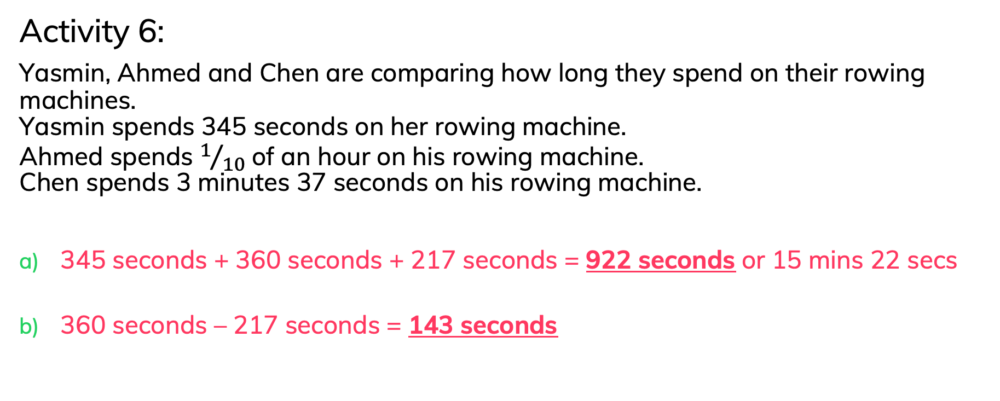 Activity 6:
Yasmin, Ahmed and Chen are comparing how long they spend on their rowing
machines.
Yasmin spends 345 seconds on her rowing machine.
Ahmed spends 1/10 of an hour on his rowing machine.
Chen spends 3 minutes 37 seconds on his rowing machine.
a) 345 seconds + 360 seconds + 217 seconds = 922 seconds or 15 mins 22 secs
b) 360 seconds – 217 seconds = 143 seconds